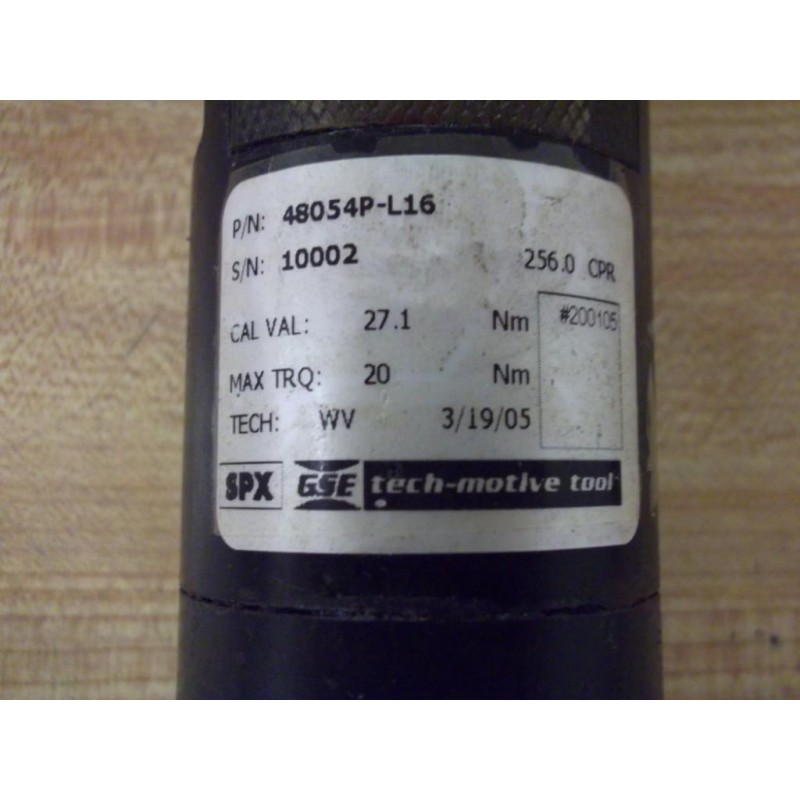 P/N: 48054P-L16
S/N: 10002 256.0 CPR
CAL VAL: 27.1 Nm #200105
MAX TRQ: 20 Nm
TECH: WV 3/19/05
SPX GSE tech-motive tool